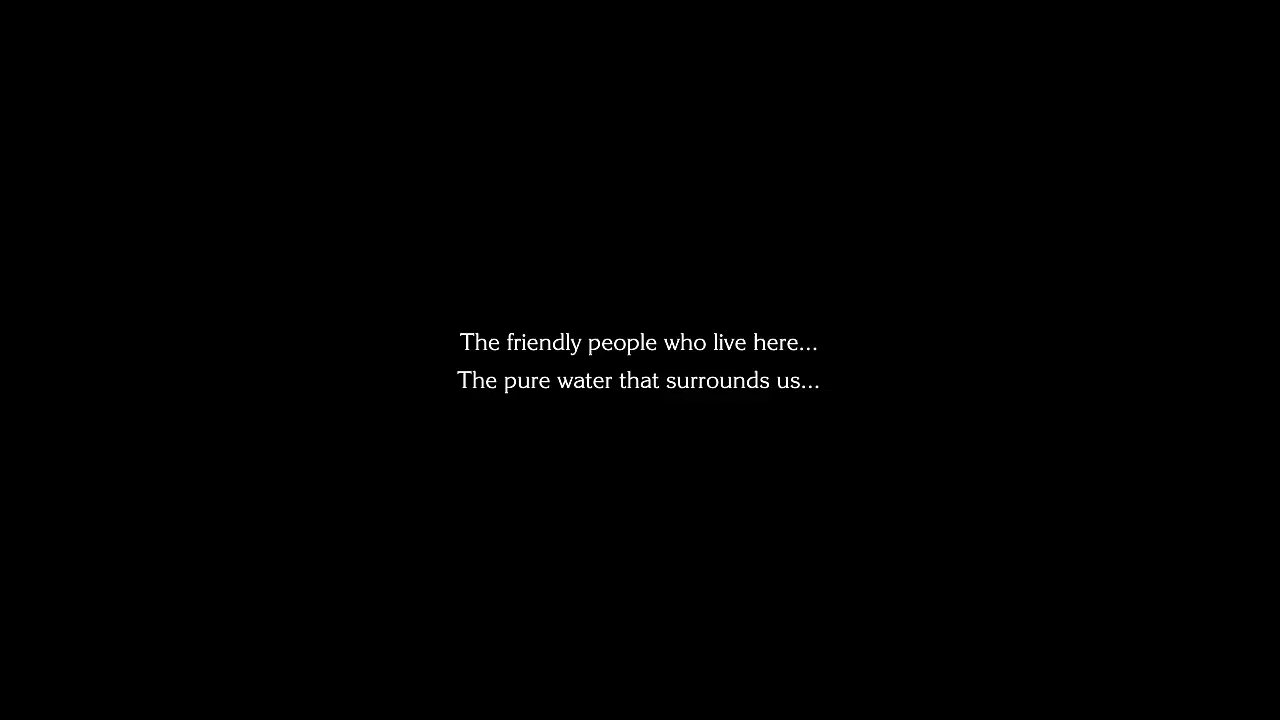 The friendly people who live here...
The pure water that surrounds us...